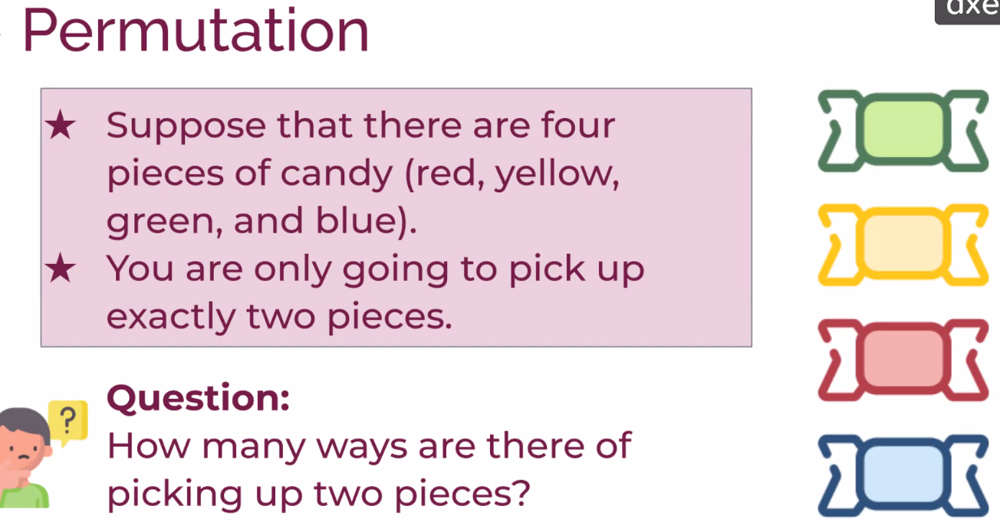 Permutation
★ Suppose that there are four
pieces of candy (red, yellow,
green, and blue).
★ You are only going to pick up
exactly two pieces.
Question:
?
How many ways are there of
picking up two pieces?